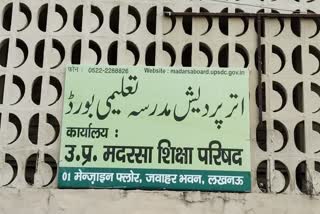 फोन : 0522-2288826 Website : madarsaboard.upsdc.gov.in
اتر پردیش مدرسہ تعلیمی بورڈ
कार्यालय :
उ.प्र. मदरसा शिक्षा परिषद
01 मेन्ज़ाइन फ्लोर, जवाहर भवन, लखनऊ